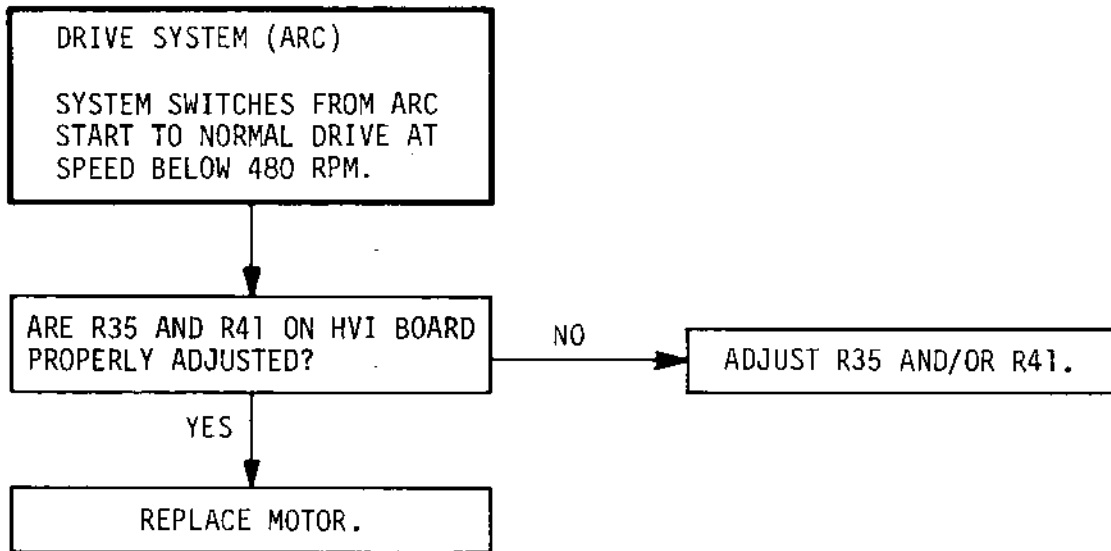 DRIVE SYSTEM (ARC)
SYSTEM SWITCHES FROM ARC
START TO NORMAL DRIVE AT
SPEED BELOW 480 RPM.
ARE R35 AND R41 ON HVI BOARD
PROPERLY ADJUSTED?
NO
ADJUST R35 AND/OR R41.
YES
REPLACE MOTOR.